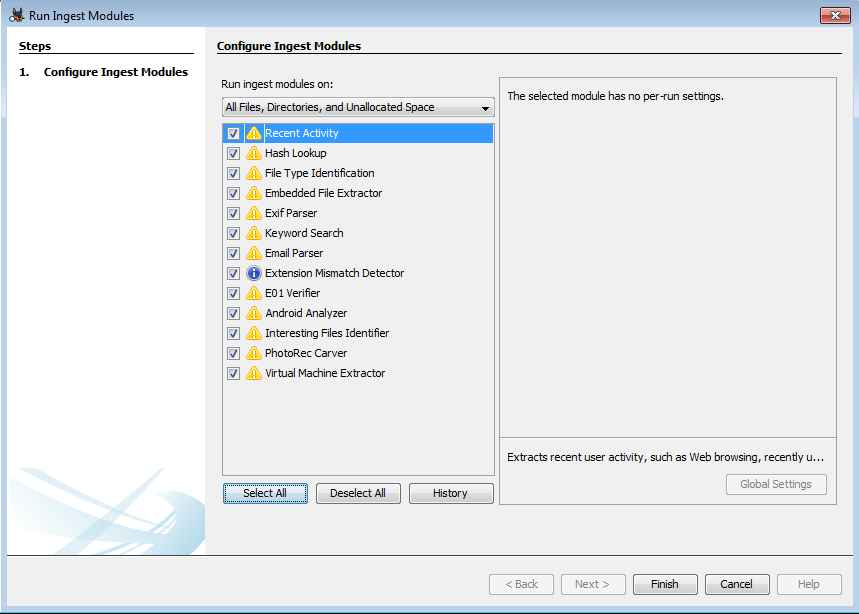 Run Ingest Modules
Steps
1. Configure Ingest Modules
Configure Ingest Modules
Run ingest modules on:
All Files, Directories, and Unallocated Space
Recent Activity
Hash Lookup
File Type Identification
Embedded File Extractor
Exif Parser
Keyword Search
Email Parser
Extension Mismatch Detector
E01 Verifier
Android Analyzer
Interesting Files Identifier
PhotoRec Carver
Virtual Machine Extractor
Select All
Deselect All
History
The selected module has no per-run settings.
Extracts recent user activity, such as Web browsing, recently u...
Global Settings
< Back
Next >
Finish
Cancel
Help